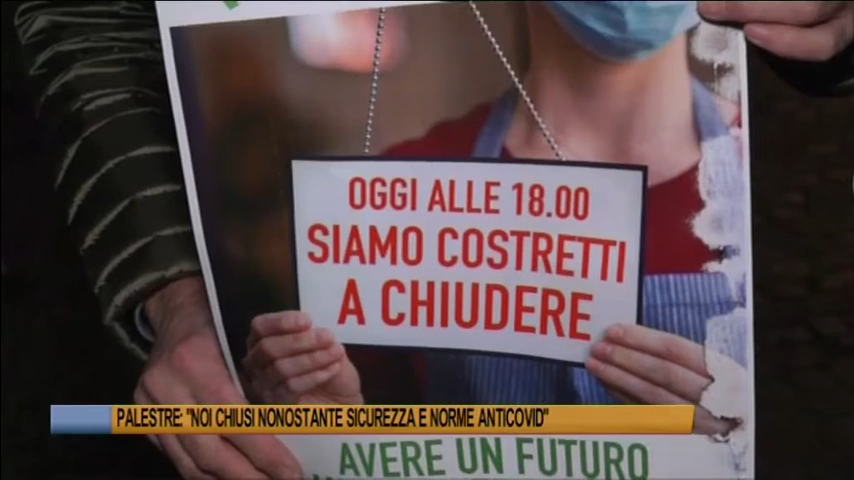 OGGI ALLE 18.00
SIAMO COSTRETTI
A CHIUDERE
PALESTRE: "NOI CHIUSI NONOSTANTE SICUREZZA E NORME ANTICOVID"
...AVERE UN FUTURO